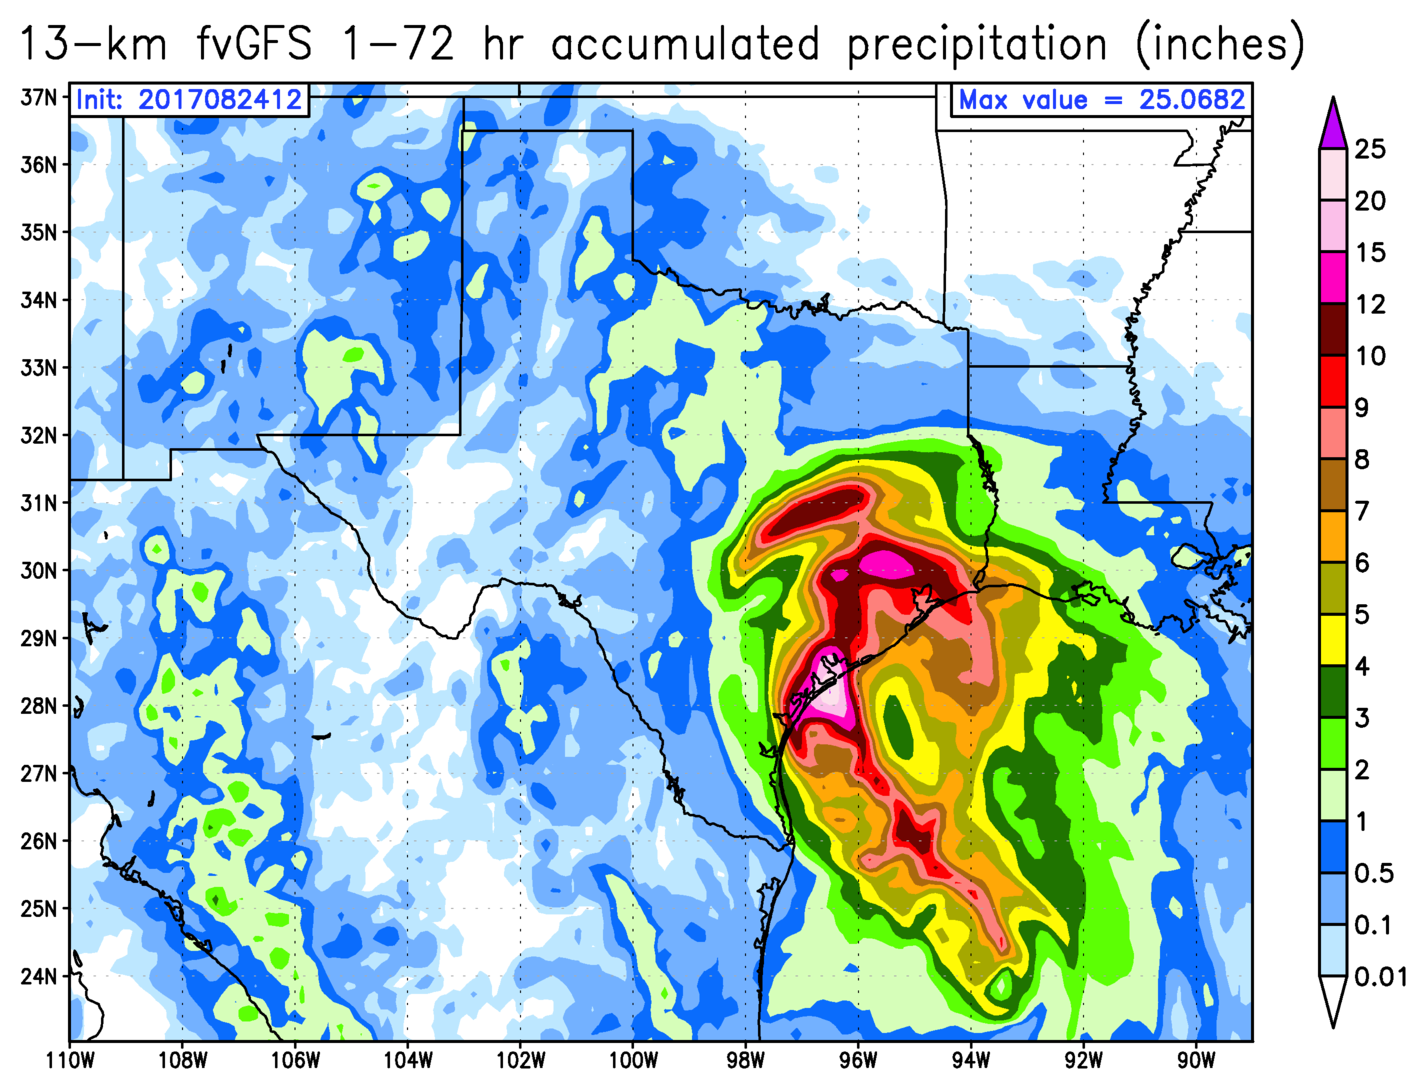 13-km fvGFS 1-72 hr accumulated precipitation (inches)
Init: 2017082412
Max value = 25.0682
37N
36N
35N
34N
33N
32N
31N
30N
29N
28N
27N
26N
25N
24N
110W 108W 106W 104W 102W 100W 98W 96W 94W 92W 90W
25
20
15
12
10
9
8
7
6
5
4
3
2
1
0.5
0.1
0.01